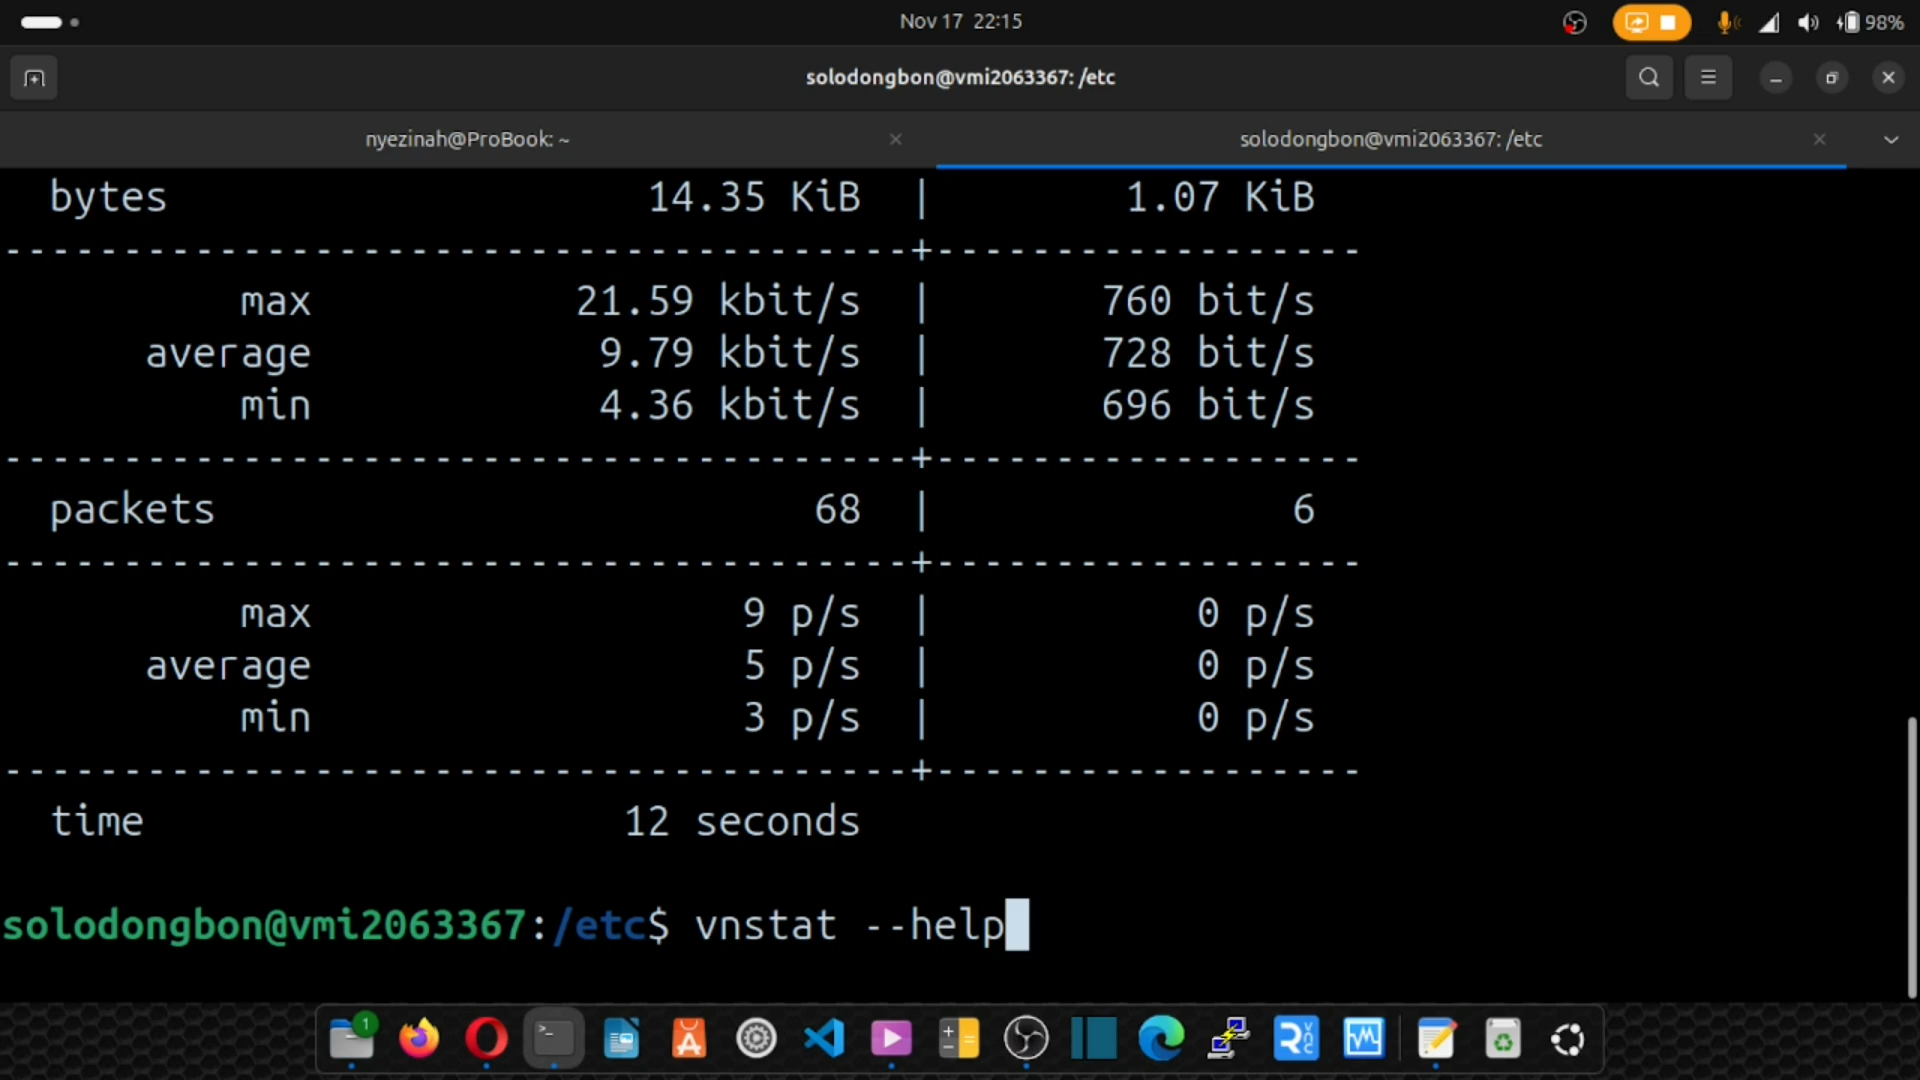 Nov 17 22:15
98%
solodongbon@vmi2063367: /etc
nyezinah@ProBook: ~
solodongbon@vmi2063367: /etc
bytes 14.35 KiB | 1.07 KiB
--------------------------------------+------------------
max 21.59 kbit/s | 760 bit/s
average 9.79 kbit/s | 728 bit/s
min 4.36 kbit/s | 696 bit/s
--------------------------------------+------------------
packets 68 | 6
--------------------------------------+------------------
max 9 p/s | 0 p/s
average 5 p/s | 0 p/s
min 3 p/s | 0 p/s
--------------------------------------+------------------
time 12 seconds
solodongbon@vmi2063367:/etc$ vnstat --help
1